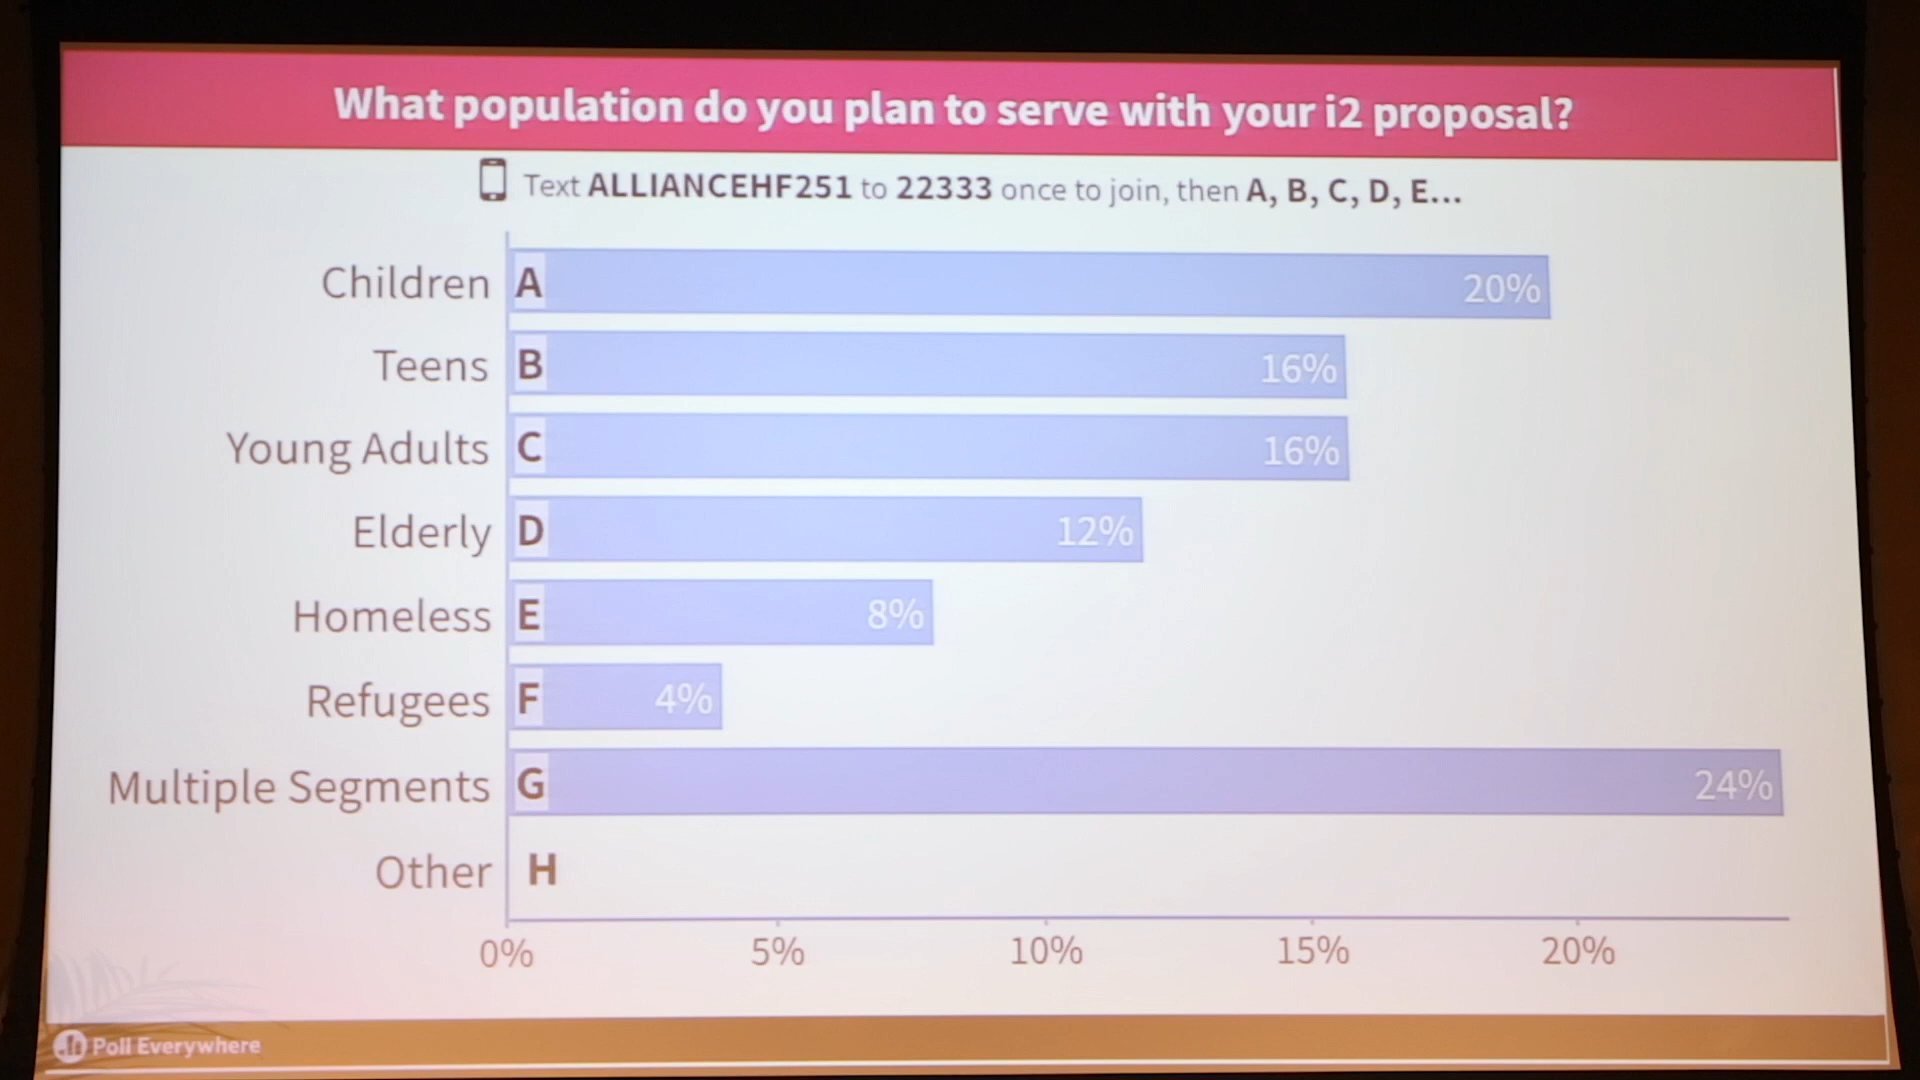 What population do you plan to serve with your i2 proposal?
Text ALLIANCEHF251 to 22333 once to join, then A, B, C, D, E...
Children A 20%
Teens B 16%
Young Adults C 16%
Elderly D 12%
Homeless E 8%
Refugees F 4%
Multiple Segments G 24%
Other H
0% 5% 10% 15% 20%
Poll Everywhere